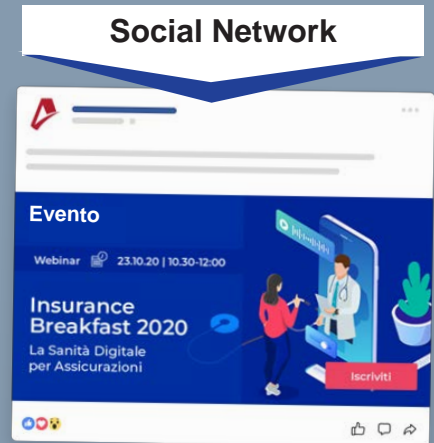 Social Network
Evento
Webinar 23.10.20 | 10.30-12:00
Insurance
Breakfast 2020
La Sanità Digitale
per Assicurazioni
Iscriviti